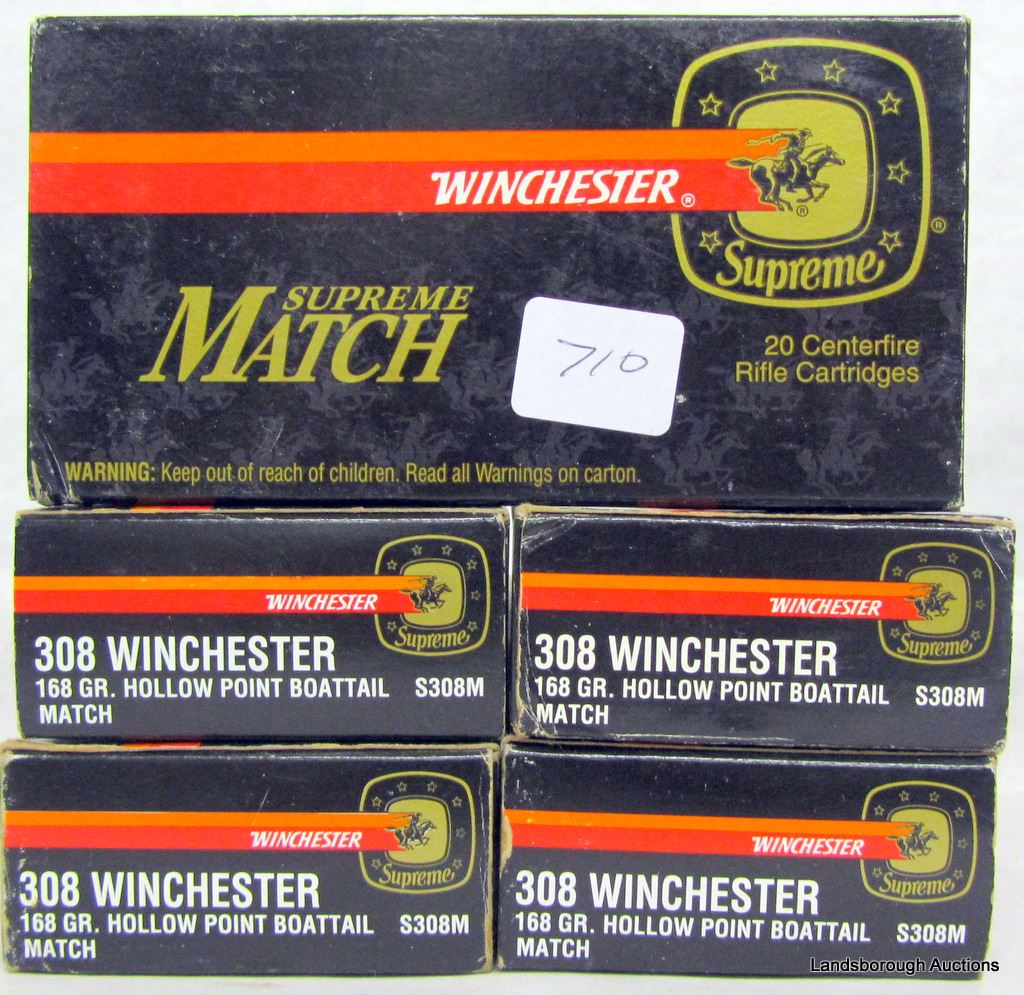 WINCHESTER®
®
Supreme
®
SUPREME
MATCH
710
20 Centerfire
Rifle Cartridges
WARNING: Keep out of reach of children. Read all Warnings on carton.
WINCHESTER
Supreme
308 WINCHESTER
168 GR. HOLLOW POINT BOATTAIL S308M
MATCH
WINCHESTER
Supreme
308 WINCHESTER
168 GR. HOLLOW POINT BOATTAIL S308M
MATCH
WINCHESTER
Supreme
308 WINCHESTER
168 GR. HOLLOW POINT BOATTAIL S308M
MATCH
WINCHESTER
Supreme
308 WINCHESTER
168 GR. HOLLOW POINT BOATTAIL S308M
MATCH
Landsborough Auctions